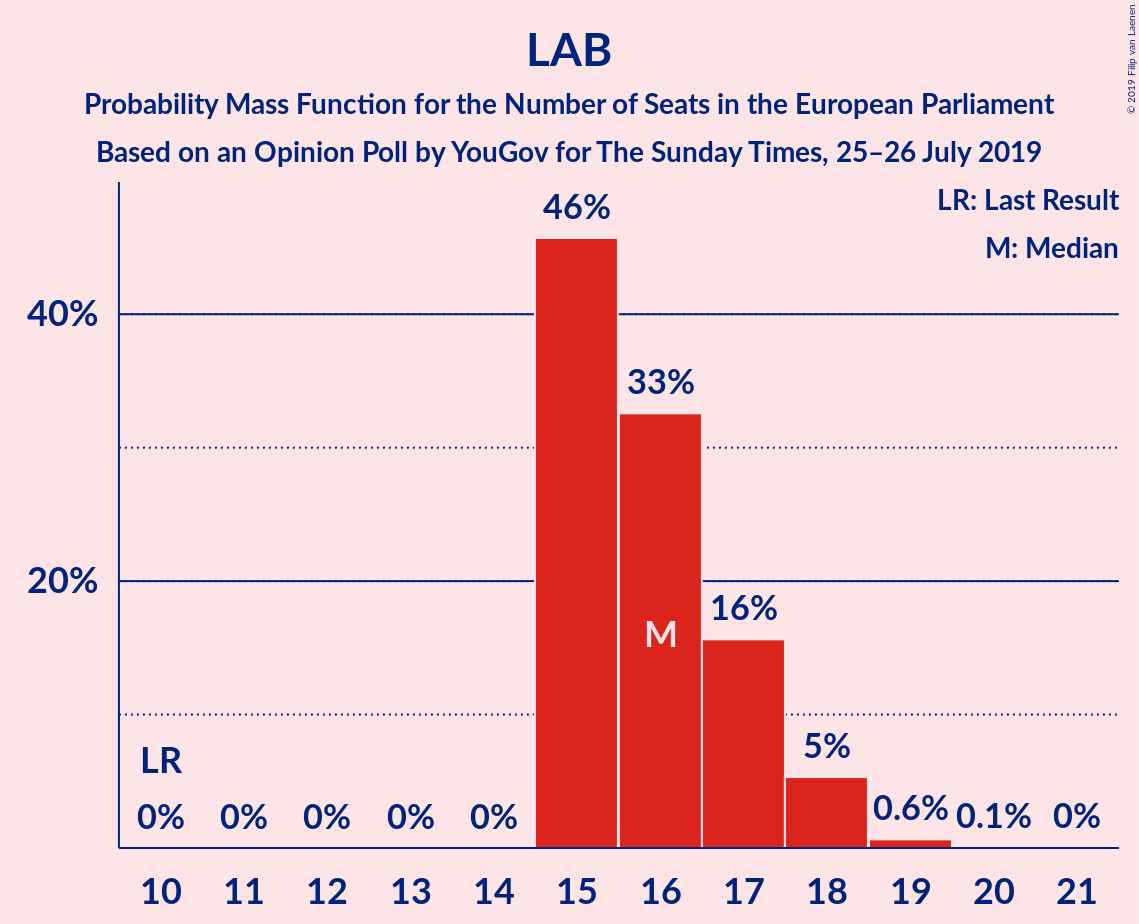 LAB
Probability Mass Function for the Number of Seats in the European Parliament
Based on an Opinion Poll by YouGov for The Sunday Times, 25–26 July 2019
© 2019 Filip van Laenen
LR: Last Result
M: Median
46%
40%
33%
20%
16%
M
5%
LR
0% 0% 0% 0% 0% 0.6% 0.1% 0%
10 11 12 13 14 15 16 17 18 19 20 21